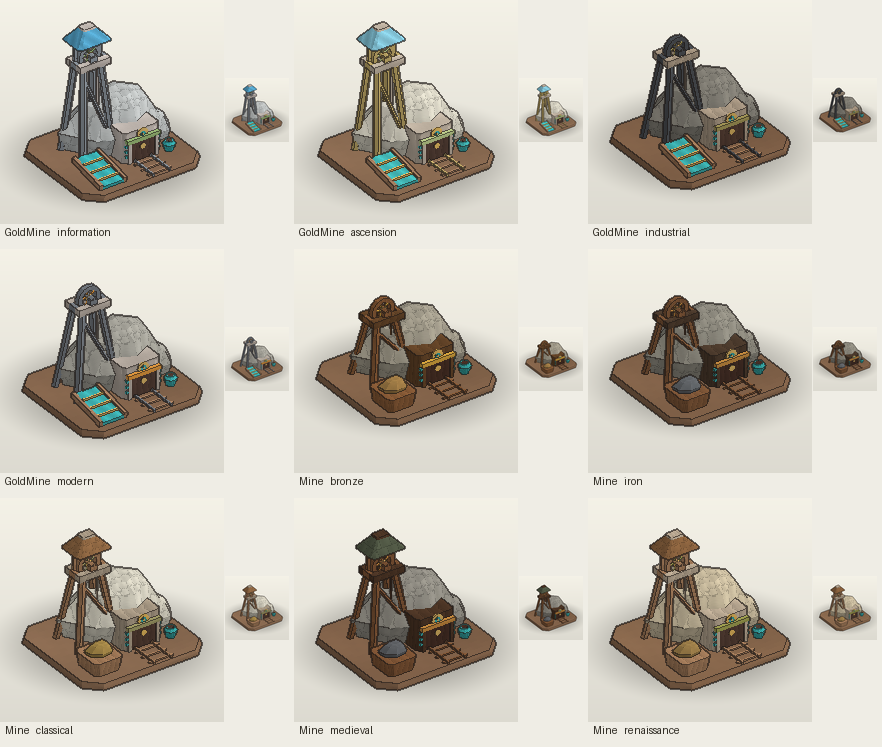 GoldMine information
GoldMine ascension
GoldMine industrial
GoldMine modern
Mine bronze
Mine iron
Mine classical
Mine medieval
Mine renaissance